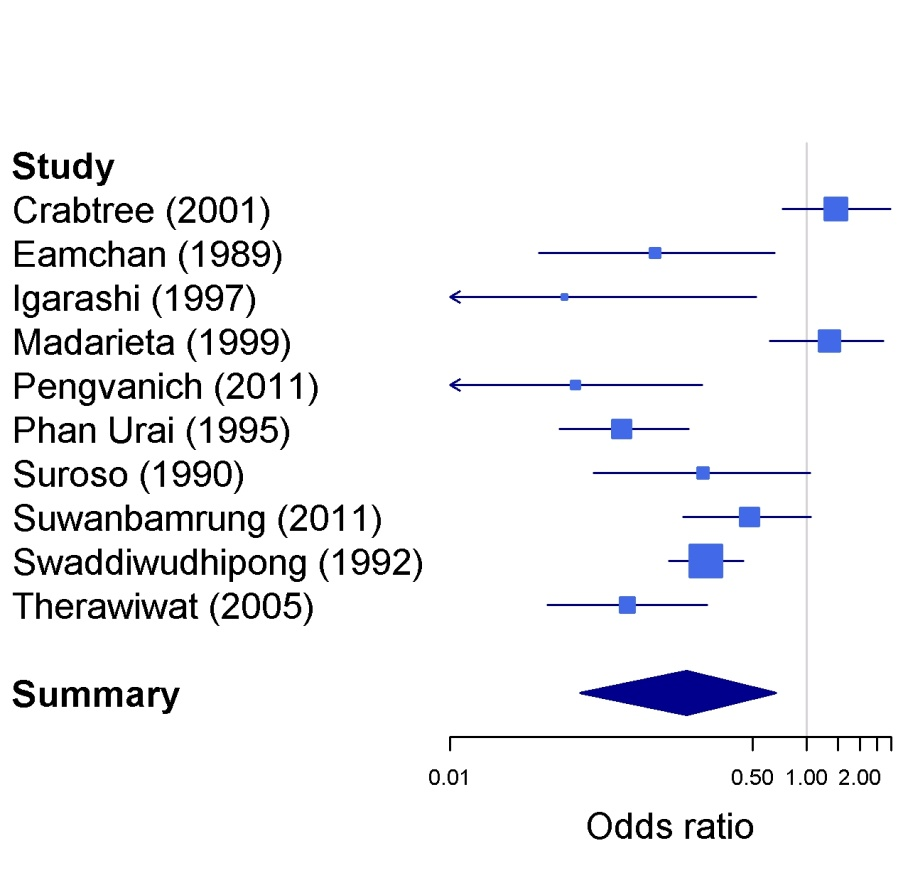 Study
Crabtree (2001)
Eamchan (1989)
Igarashi (1997)
Madarieta (1999)
Pengvanich (2011)
Phan Urai (1995)
Suroso (1990)
Suwanbamrung (2011)
Swaddiwudhipong (1992)
Therawiwat (2005)
Summary
0.01 0.50 1.00 2.00
Odds ratio